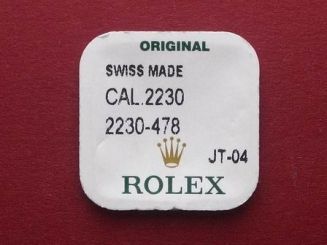 ORIGINAL
SWISS MADE
CAL.2230
2230-478
JT-04
ROLEX